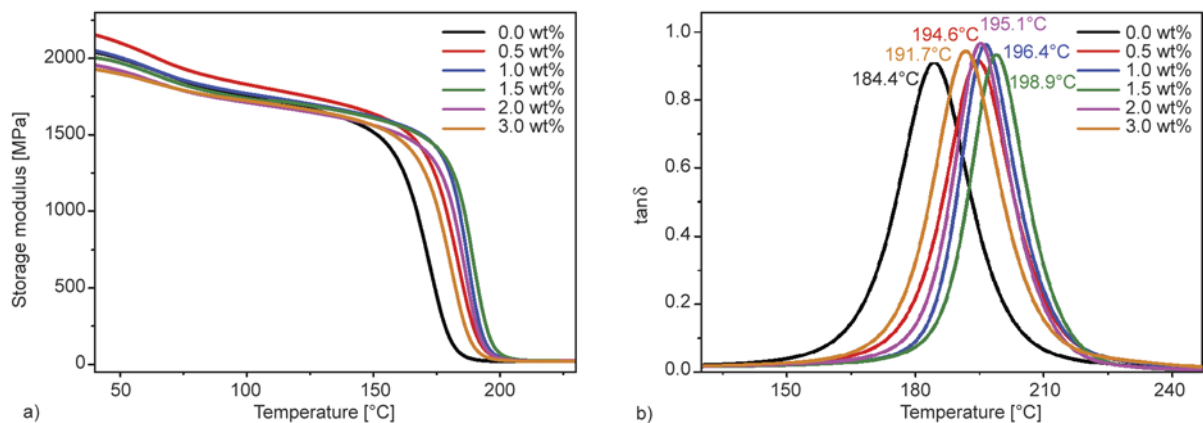 Storage modulus [MPa]
2000
1500
1000
500
0
50
100
150
200
Temperature [°C]
0.0 wt%
0.5 wt%
1.0 wt%
1.5 wt%
2.0 wt%
3.0 wt%
a)
tanδ
1.0
0.8
0.6
0.4
0.2
0.0
150
180
210
240
Temperature [°C]
195.1°C
194.6°C
191.7°C
196.4°C
184.4°C
198.9°C
0.0 wt%
0.5 wt%
1.0 wt%
1.5 wt%
2.0 wt%
3.0 wt%
b)